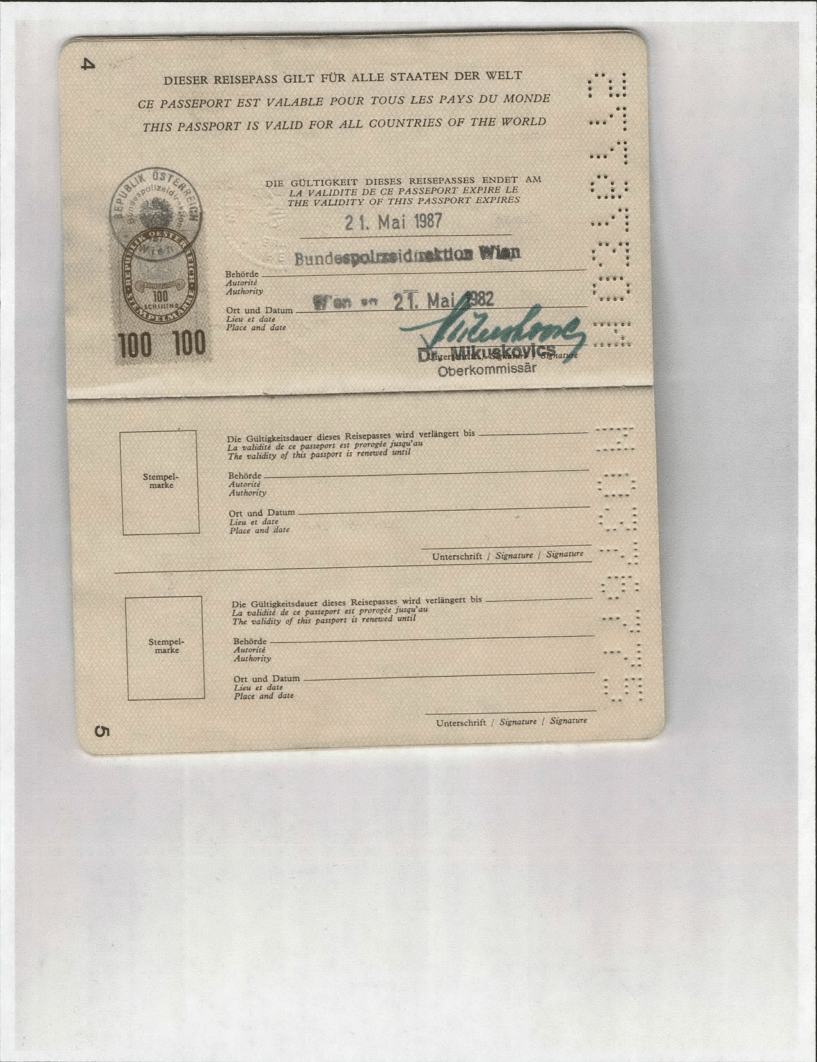 4
DIESER REISEPASS GILT FÜR ALLE STAATEN DER WELT
CE PASSEPORT EST VALABLE POUR TOUS LES PAYS DU MONDE
THIS PASSPORT IS VALID FOR ALL COUNTRIES OF THE WORLD
DIE GÜLTIGKEIT DIESES REISEPASSES ENDET AM
LA VALIDITE DE CE PASSEPORT EXPIRE LE
THE VALIDITY OF THIS PASSPORT EXPIRES
21. Mai 1987
REPUBLIK ÖSTERREICH
Wien
REPUBLIK OESTERREICH
100
SCHILLING
STEMPELMARKE
100 100
Bundespolizeidirektion Wien
Behörde
Autorité
Authority
Wien am 21. Mai 1982
Ort und Datum
Lieu et date
Place and date
Unterschrift / Signature / Signature
Dr. Mikuskovics
Oberkommissär
Stempel-
marke
Die Gültigkeitsdauer dieses Reisepasses wird verlängert bis
La validité de ce passeport est prorogée jusqu'au
The validity of this passport is renewed until
Behörde
Autorité
Authority
Ort und Datum
Lieu et date
Place and date
Unterschrift / Signature / Signature
Stempel-
marke
Die Gültigkeitsdauer dieses Reisepasses wird verlängert bis
La validité de ce passeport est prorogée jusqu'au
The validity of this passport is renewed until
Behörde
Autorité
Authority
Ort und Datum
Lieu et date
Place and date
Unterschrift / Signature / Signature
5